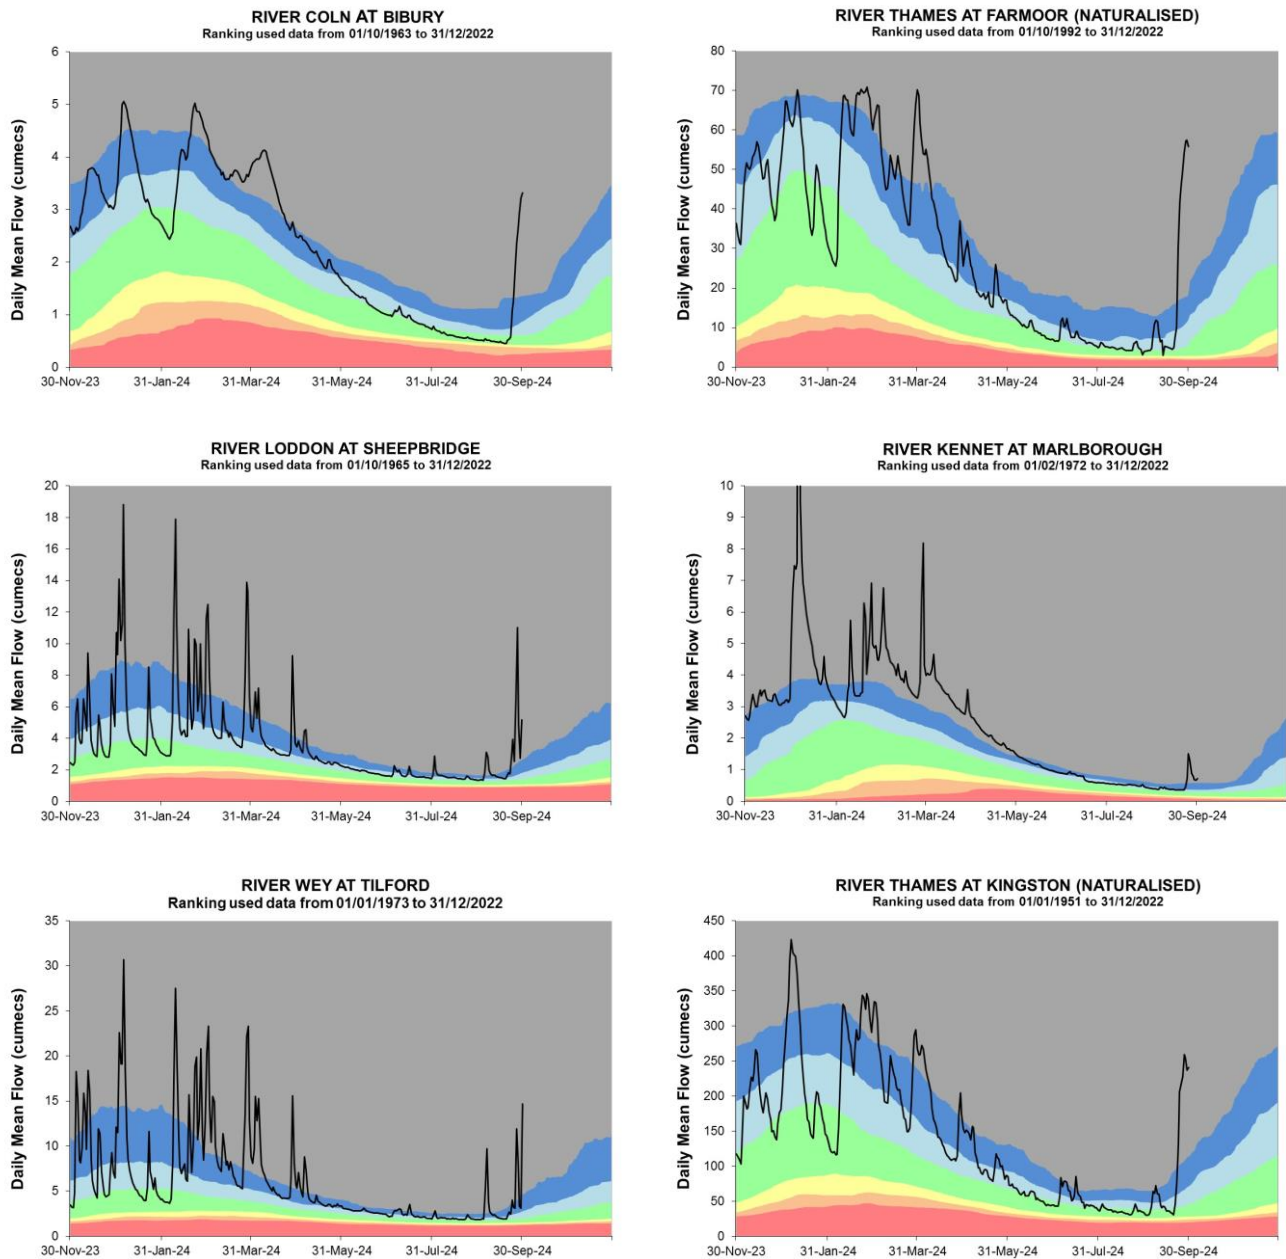 RIVER COLN AT BIBURY
Ranking used data from 01/10/1963 to 31/12/2022
Daily Mean Flow (cumecs)
6
5
4
3
2
1
0
30-Nov-23 31-Jan-24 31-Mar-24 31-May-24 31-Jul-24 30-Sep-24
RIVER THAMES AT FARMOOR (NATURALISED)
Ranking used data from 01/10/1992 to 31/12/2022
Daily Mean Flow (cumecs)
80
70
60
50
40
30
20
10
0
30-Nov-23 31-Jan-24 31-Mar-24 31-May-24 31-Jul-24 30-Sep-24
RIVER LODDON AT SHEEPBRIDGE
Ranking used data from 01/10/1965 to 31/12/2022
Daily Mean Flow (cumecs)
20
18
16
14
12
10
8
6
4
2
0
30-Nov-23 31-Jan-24 31-Mar-24 31-May-24 31-Jul-24 30-Sep-24
RIVER KENNET AT MARLBOROUGH
Ranking used data from 01/02/1972 to 31/12/2022
Daily Mean Flow (cumecs)
10
9
8
7
6
5
4
3
2
1
0
30-Nov-23 31-Jan-24 31-Mar-24 31-May-24 31-Jul-24 30-Sep-24
RIVER WEY AT TILFORD
Ranking used data from 01/01/1973 to 31/12/2022
Daily Mean Flow (cumecs)
35
30
25
20
15
10
5
0
30-Nov-23 31-Jan-24 31-Mar-24 31-May-24 31-Jul-24 30-Sep-24
RIVER THAMES AT KINGSTON (NATURALISED)
Ranking used data from 01/01/1951 to 31/12/2022
Daily Mean Flow (cumecs)
450
400
350
300
250
200
150
100
50
0
30-Nov-23 31-Jan-24 31-Mar-24 31-May-24 31-Jul-24 30-Sep-24